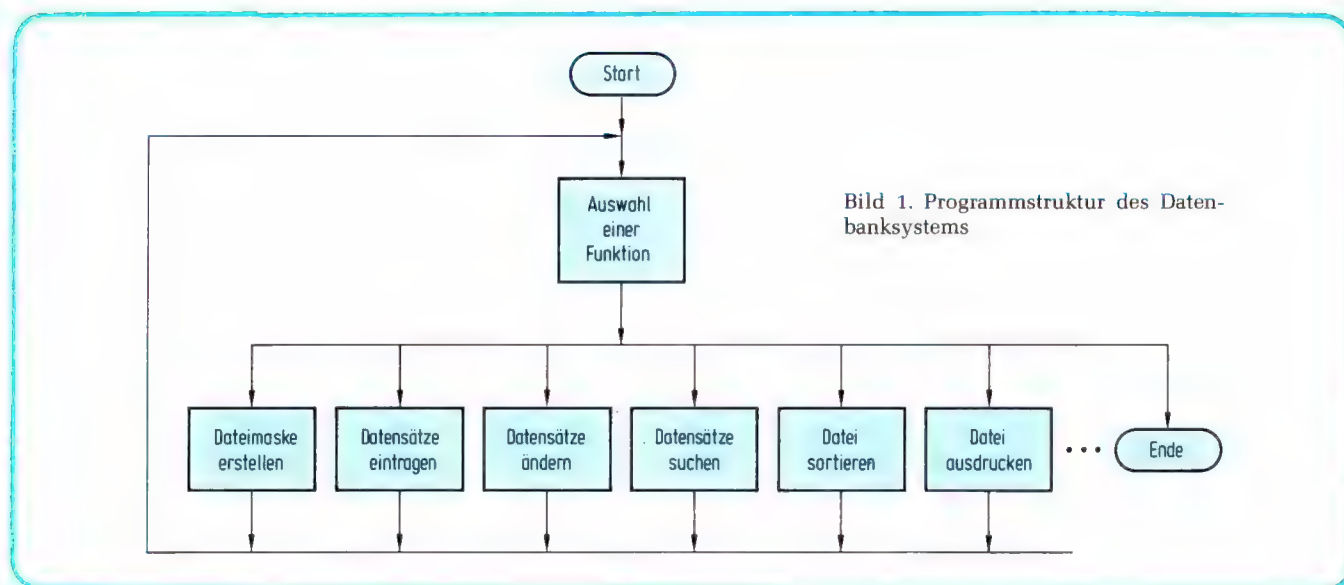 Start
Auswahl
einer
Funktion
Bild 1. Programmstruktur des Daten-
banksystems
Dateimaske
erstellen
Datensätze
eintragen
Datensätze
ändern
Datensätze
suchen
Datei
sortieren
Datei
ausdrucken
•••
Ende